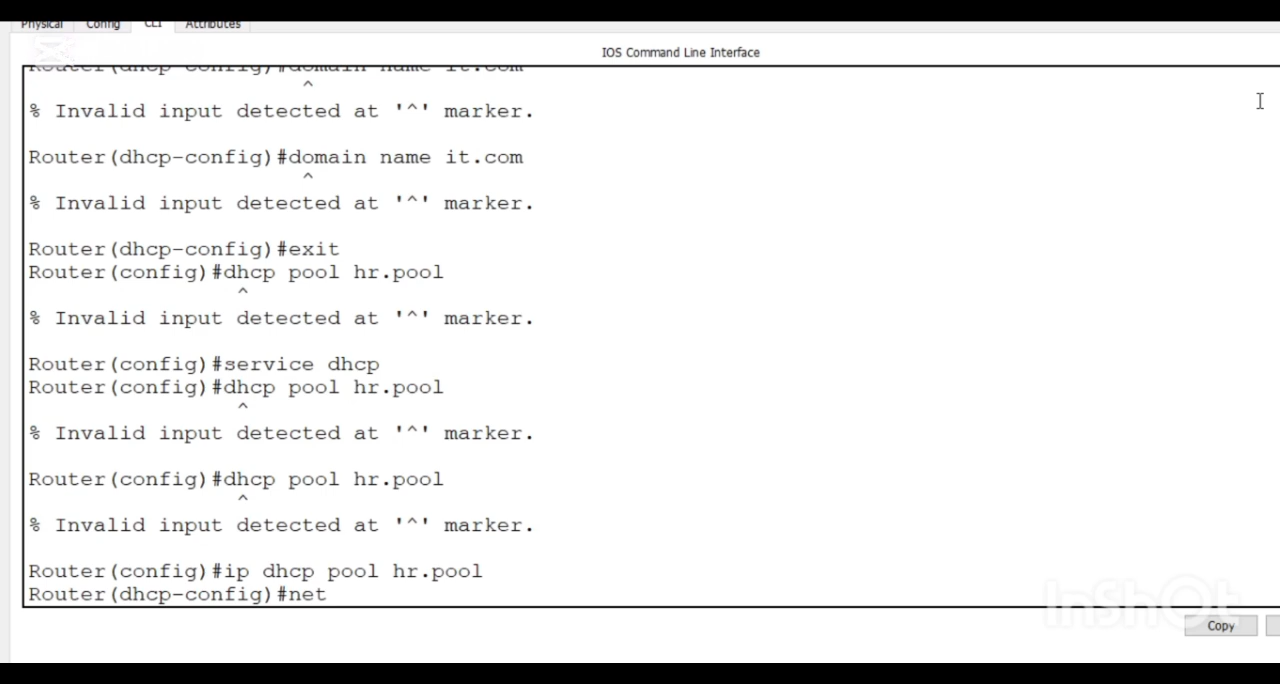 Physical Config CLI Attributes
IOS Command Line Interface
Router(dhcp-config)#domain name it.com
^
% Invalid input detected at '^' marker.
Router(dhcp-config)#domain name it.com
^
% Invalid input detected at '^' marker.
Router(dhcp-config)#exit
Router(config)#dhcp pool hr.pool
^
% Invalid input detected at '^' marker.
Router(config)#service dhcp
Router(config)#dhcp pool hr.pool
^
% Invalid input detected at '^' marker.
Router(config)#dhcp pool hr.pool
^
% Invalid input detected at '^' marker.
Router(config)#ip dhcp pool hr.pool
Router(dhcp-config)#net
InShOt
Copy